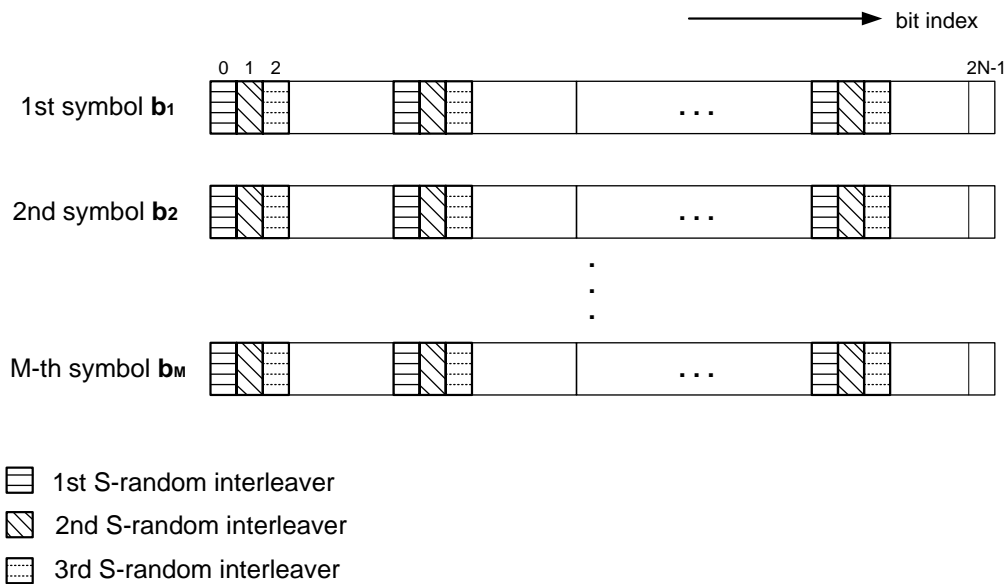 bit index
0 1 2 2N-1
1st symbol b1 ...
2nd symbol b2 ...
M-th symbol bM ...
1st S-random interleaver
2nd S-random interleaver
3rd S-random interleaver